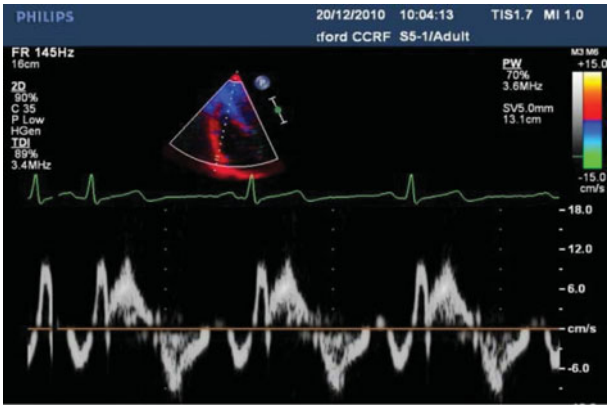 PHILIPS
20/12/2010 10:04:13 TIS1.7 MI 1.0
tford CCRF S5-1/Adult
FR 145Hz
16cm
2D
90%
C 35
P Low
HGen
TDI
89%
3.4MHz
P
PW
70%
3.6MHz
SV5.0mm
13.1cm
M3 M6
+15.0
-15.0
cm/s
-18.0
-12.0
-6.0
cm/s
-6.0